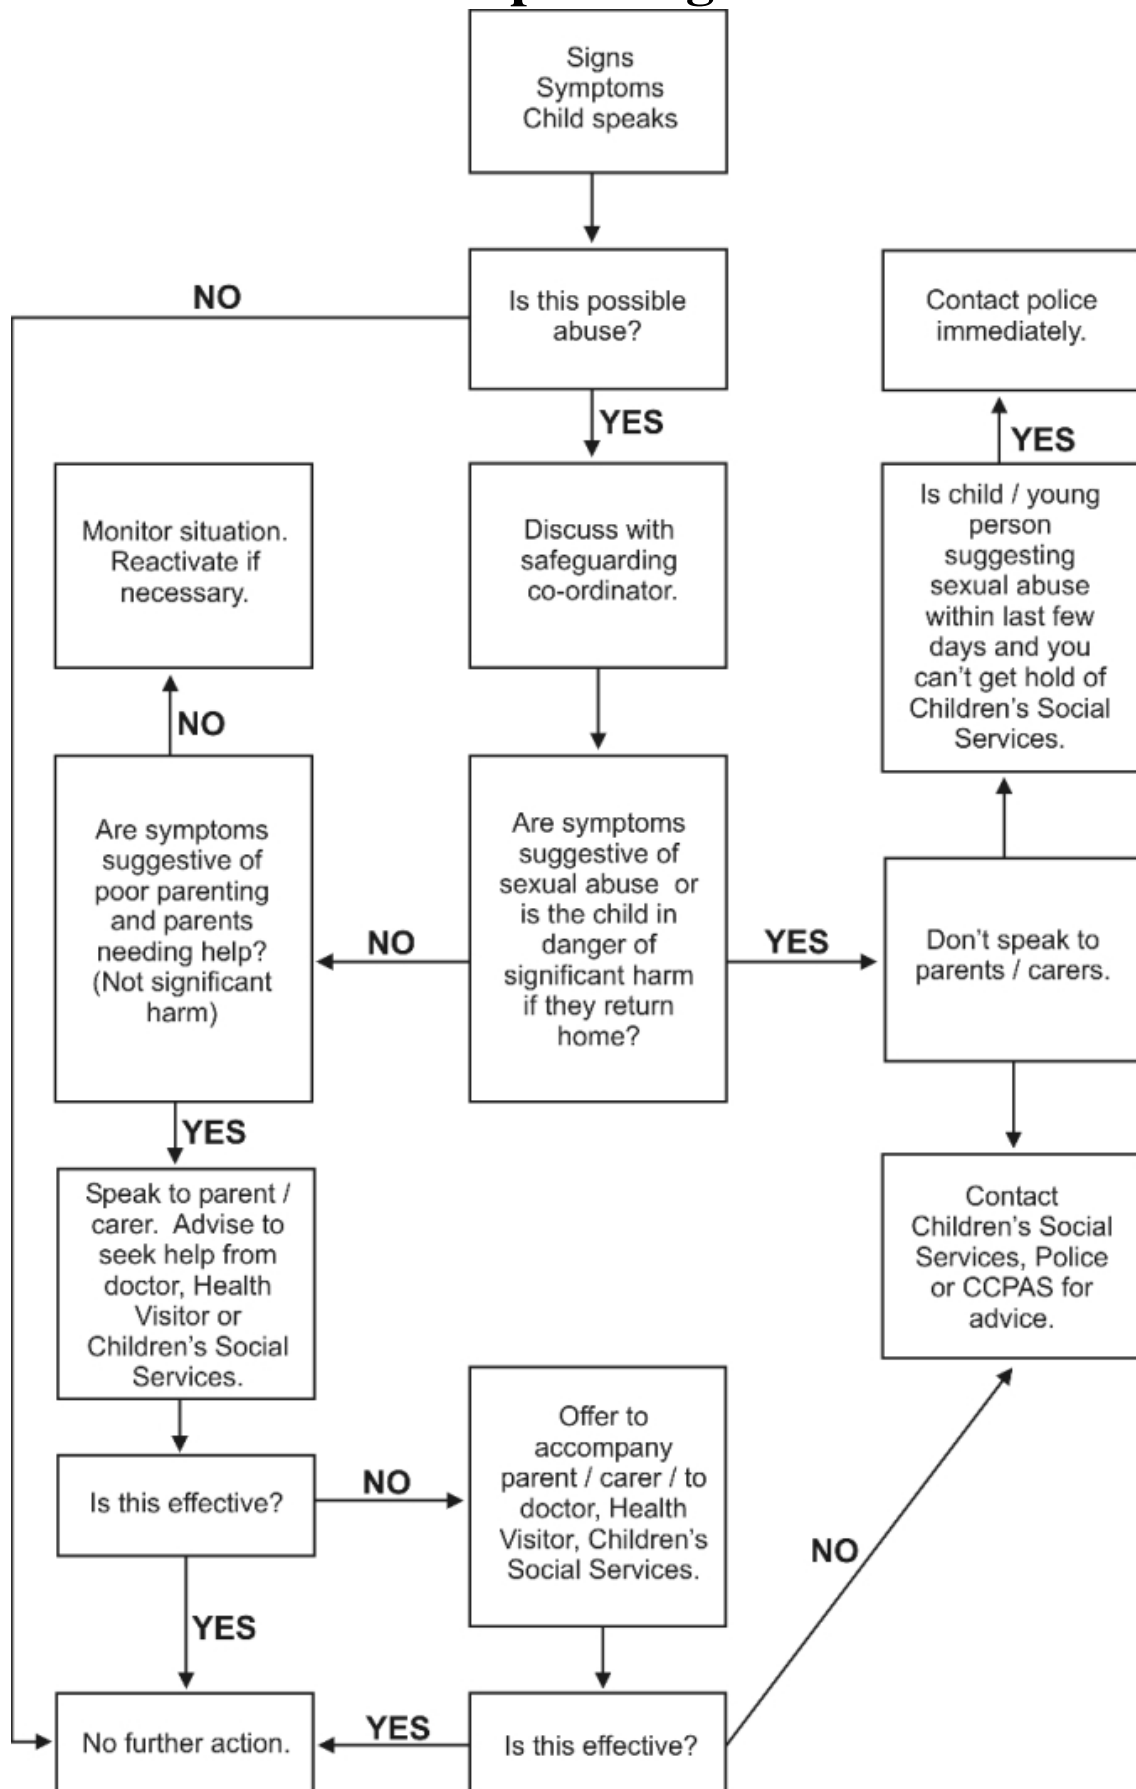 Signs
Symptoms
Child speaks
NO
Is this possible
abuse?
Contact police
immediately.
YES
YES
Monitor situation.
Reactivate if
necessary.
Discuss with
safeguarding
co-ordinator.
Is child / young
person
suggesting
sexual abuse
within last few
days and you
can't get hold of
Children's Social
Services.
NO
Are symptoms
suggestive of
poor parenting
and parents
needing help?
(Not significant
harm)
NO
Are symptoms
suggestive of
sexual abuse or
is the child in
danger of
significant harm
if they return
home?
YES
Don't speak to
parents / carers.
YES
Speak to parent /
carer. Advise to
seek help from
doctor, Health
Visitor or
Children's Social
Services.
Contact
Children's Social
Services, Police
or CCPAS for
advice.
Is this effective?
NO
Offer to
accompany
parent / carer / to
doctor, Health
Visitor, Children's
Social Services.
NO
YES
No further action.
YES
Is this effective?